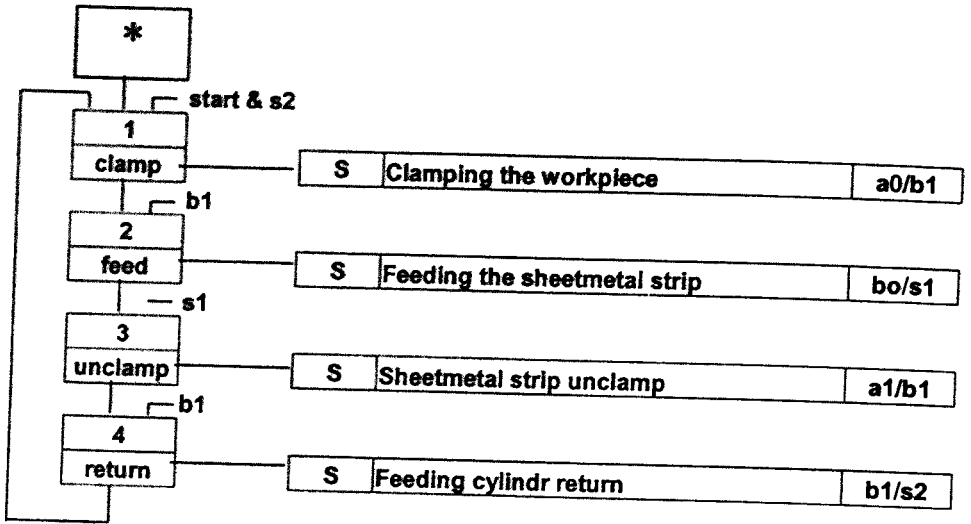 *
start & s2
1
clamp
S Clamping the workpiece a0/b1
b1
2
feed
S Feeding the sheetmetal strip bo/s1
s1
3
unclamp
S Sheetmetal strip unclamp a1/b1
b1
4
return
S Feeding cylindr return b1/s2